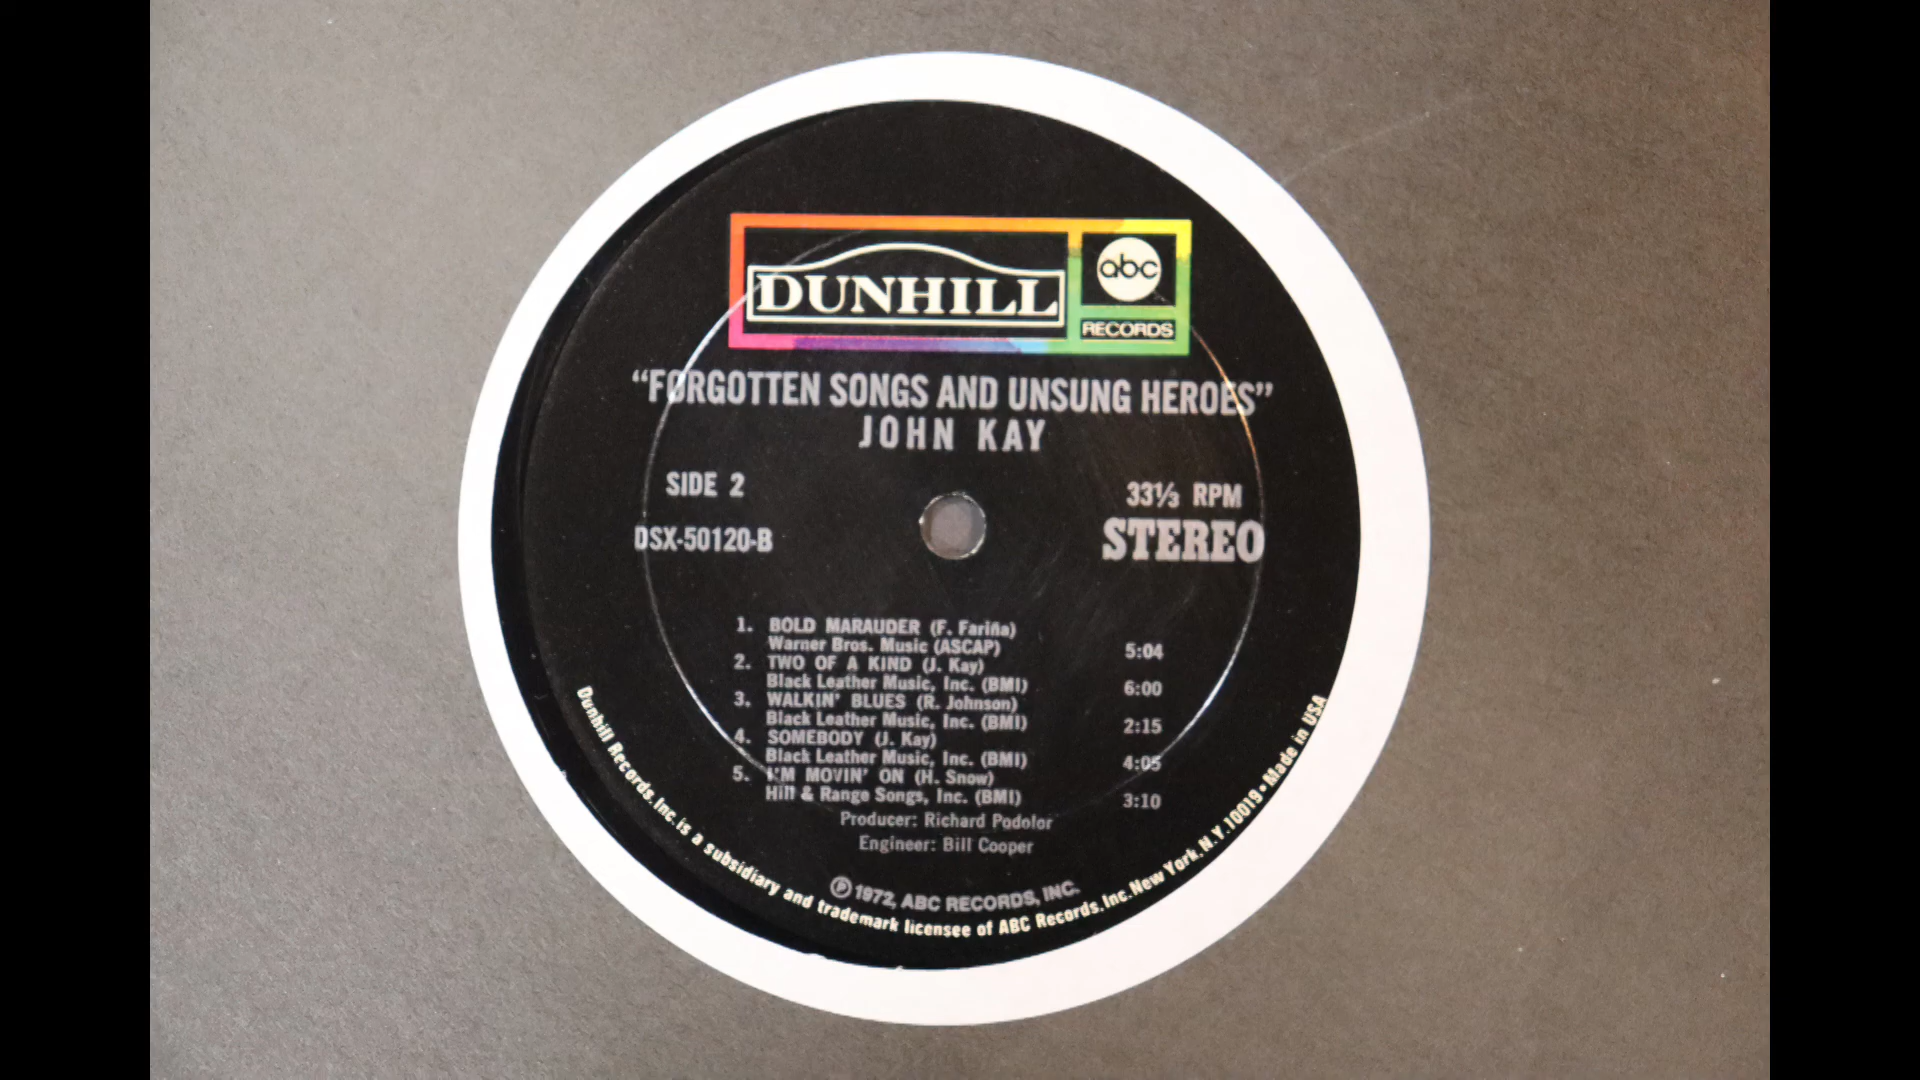 DUNHILL
abc
RECORDS
“FORGOTTEN SONGS AND UNSUNG HEROES”
JOHN KAY
SIDE 2
33⅓ RPM
DSX-50120-B
STEREO
1. BOLD MARAUDER (F. Fariña)
Warner Bros. Music (ASCAP) 5:04
2. TWO OF A KIND (J. Kay)
Black Leather Music, Inc. (BMI) 6:00
3. WALKIN' BLUES (R. Johnson)
Black Leather Music, Inc. (BMI) 2:15
4. SOMEBODY (J. Kay)
Black Leather Music, Inc. (BMI) 4:05
5. I'M MOVIN' ON (H. Snow)
Hill & Range Songs, Inc. (BMI) 3:10
Producer: Richard Podolor
Engineer: Bill Cooper
Ⓟ 1972, ABC RECORDS, INC.
Dunhill Records, Inc. is a subsidiary and trademark licensee of ABC Records, Inc. New York, N.Y. 10019 • Made in USA